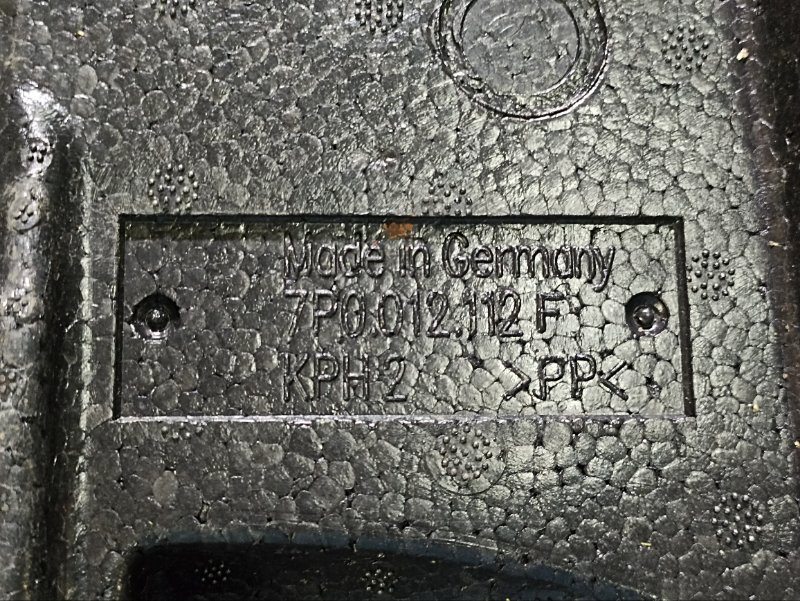 Made in Germany
7P0.012.112 F
KPH 2 >PP<